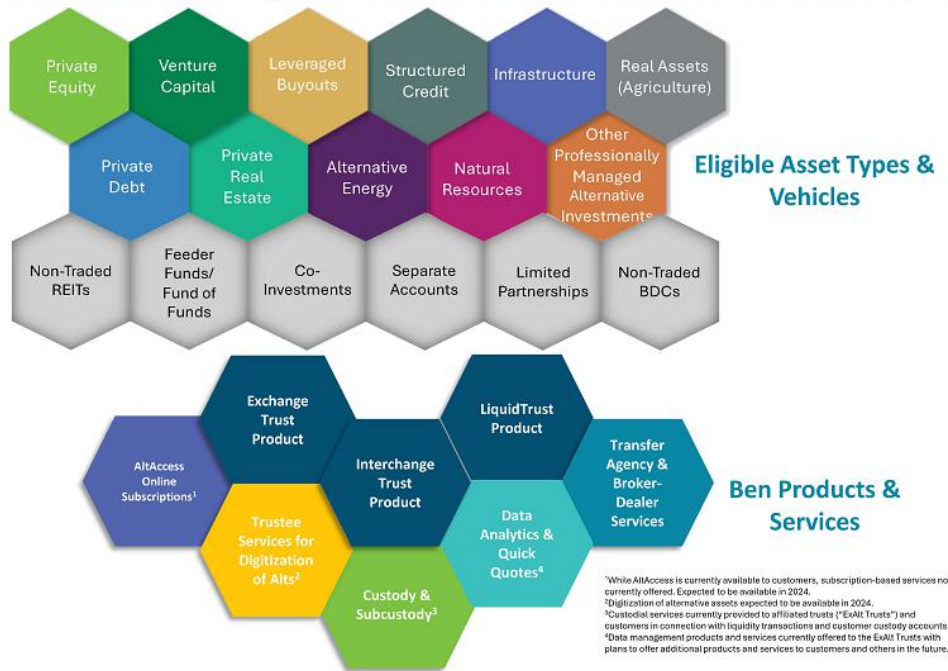 Private
Equity
Venture
Capital
Leveraged
Buyouts
Structured
Credit
Infrastructure
Real Assets
(Agriculture)
Private
Debt
Private
Real
Estate
Alternative
Energy
Natural
Resources
Other
Professionally
Managed
Alternative
Investments
Eligible Asset Types &
Vehicles
Non-Traded
REITs
Feeder
Funds/
Fund of
Funds
Co-
Investments
Separate
Accounts
Limited
Partnerships
Non-Traded
BDCs
AltAccess
Online
Subscriptions¹
Exchange
Trust
Product
Interchange
Trust
Product
LiquidTrust
Product
Transfer
Agency &
Broker-
Dealer
Services
Trustee
Services for
Digitization
of Alts²
Custody &
Subcustody³
Data
Analytics &
Quick
Quotes⁴
Ben Products &
Services
¹While AltAccess is currently available to customers, subscription-based services no
currently offered. Expected to be available in 2024.
²Digitization of alternative assets expected to be available in 2024.
³Custodial services currently provided to affiliated trusts ("ExAlt Trusts") and
customers in connection with liquidity transactions and customer custody accounts
⁴Data management products and services currently offered to the ExAlt Trusts with
plans to offer additional products and services to customers and others in the future.